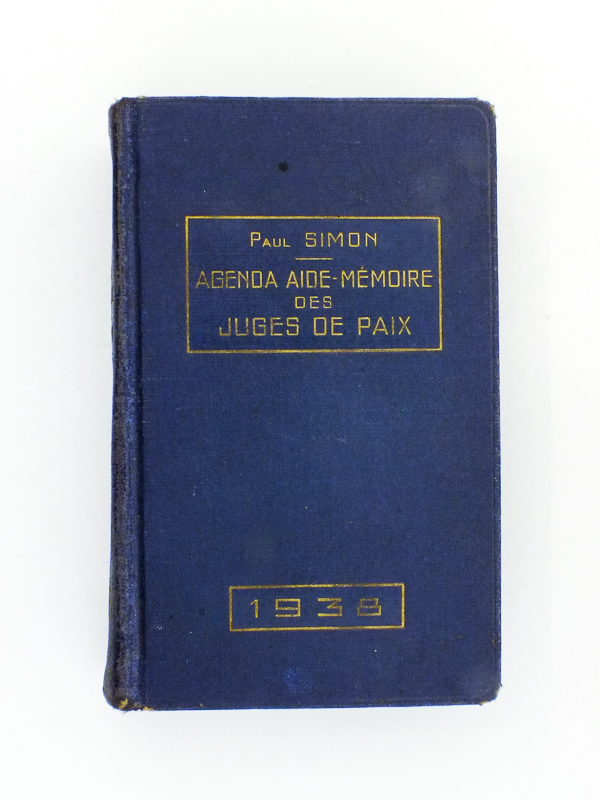 PAUL SIMON
AGENDA AIDE-MÉMOIRE
DES
JUGES DE PAIX
1938